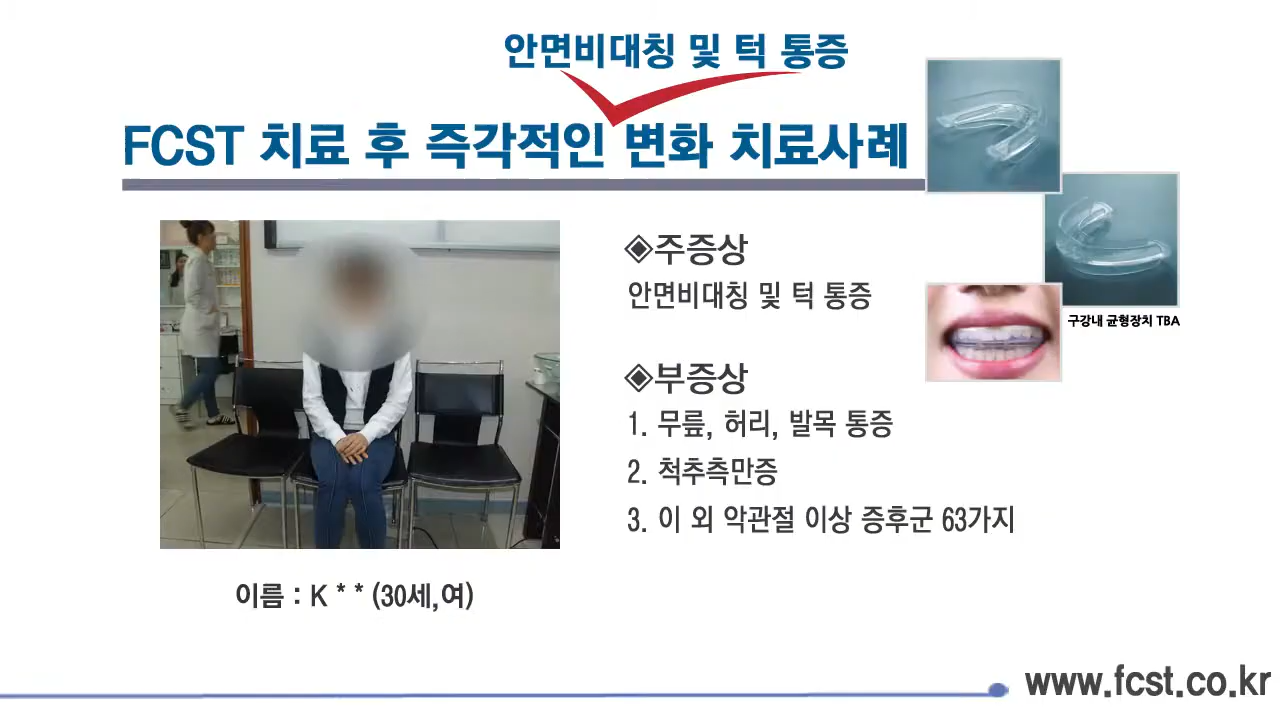 안면비대칭 및 턱 통증
FCST 치료 후 즉각적인 변화 치료사례
◈주증상
안면비대칭 및 턱 통증
구강내 균형장치 TBA
◈부증상
1. 무릎, 허리, 발목 통증
2. 척추측만증
3. 이 외 악관절 이상 증후군 63가지
이름 : K * * (30세,여)
www.fcst.co.kr